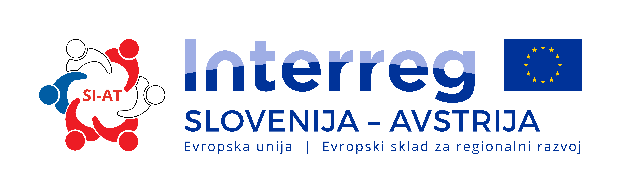 SI-AT
Interreg
SLOVENIJA – AVSTRIJA
Evropska unija | Evropski sklad za regionalni razvoj